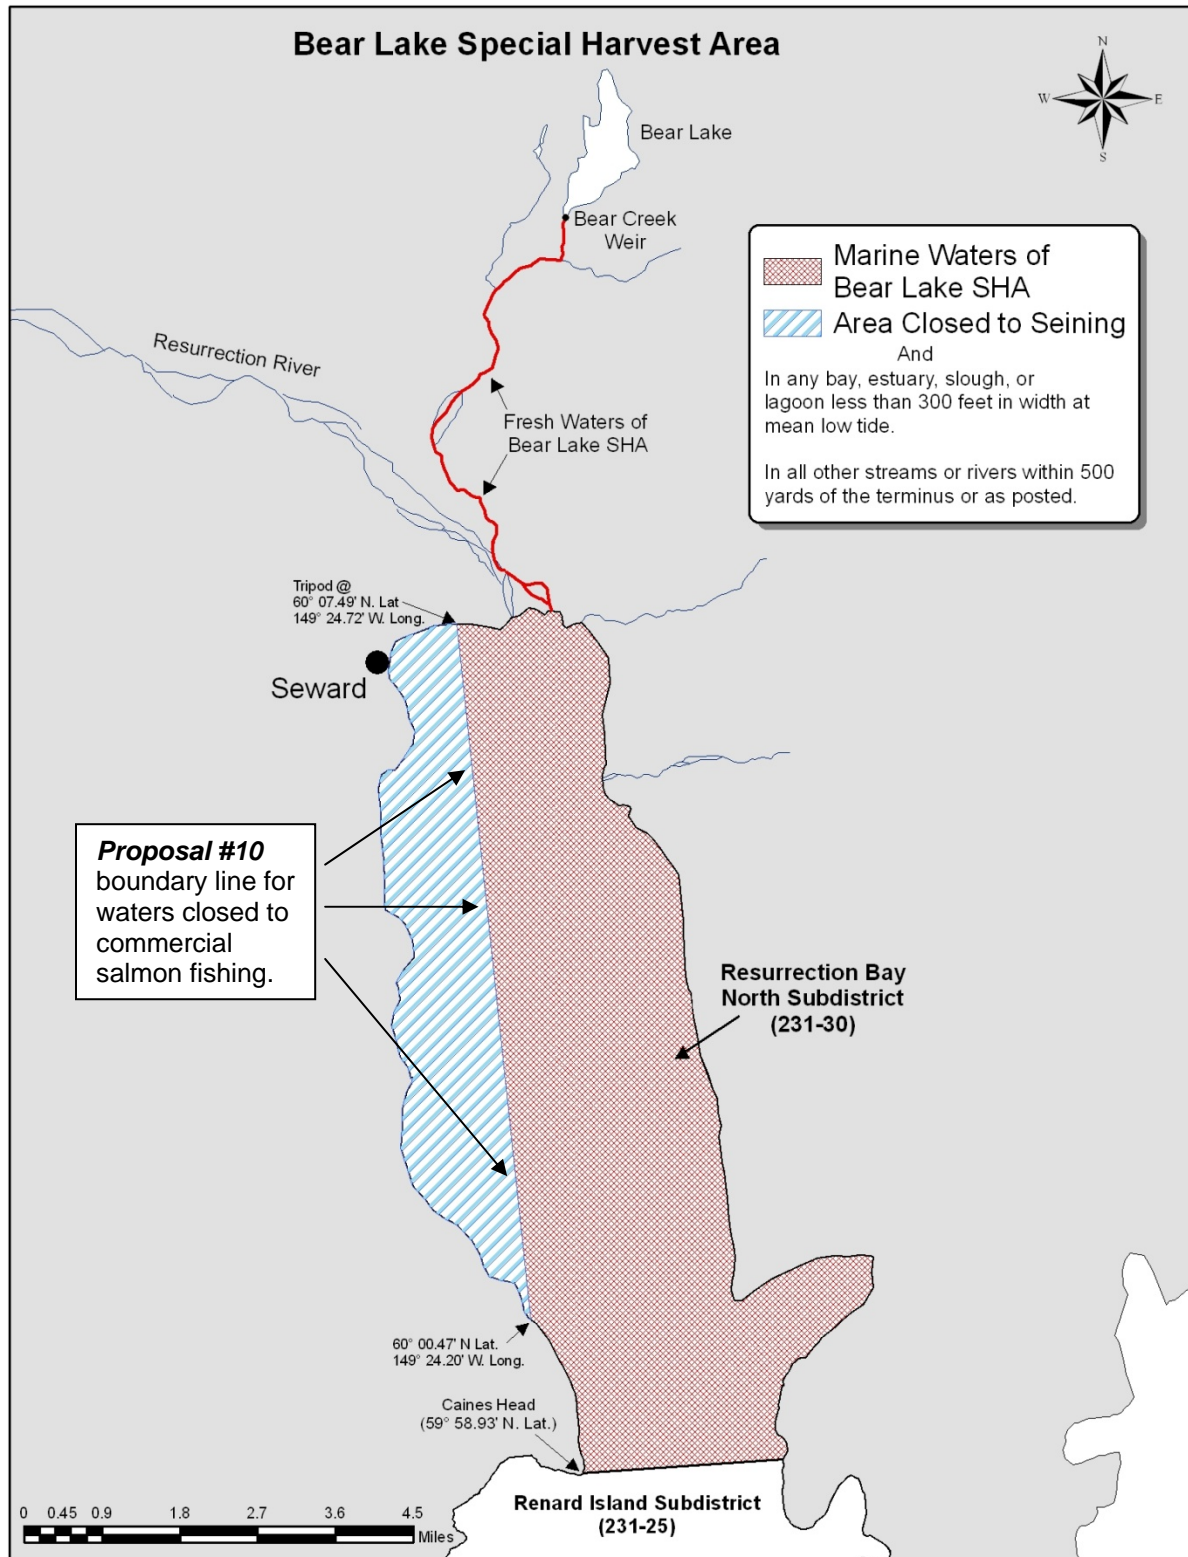 Bear Lake Special Harvest Area
N
W
E
S
Bear Lake
Bear Creek
Weir
Marine Waters of
Bear Lake SHA
Area Closed to Seining
And
In any bay, estuary, slough, or
lagoon less than 300 feet in width at
mean low tide.
In all other streams or rivers within 500
yards of the terminus or as posted.
Resurrection River
Fresh Waters of
Bear Lake SHA
Tripod @
60° 07.49' N. Lat
149° 24.72' W. Long.
Seward
Proposal #10
boundary line for
waters closed to
commercial
salmon fishing.
Resurrection Bay
North Subdistrict
(231-30)
60° 00.47' N Lat.
149° 24.20' W. Long.
Caines Head
(59° 58.93' N. Lat.)
Renard Island Subdistrict
(231-25)
0 0.45 0.9 1.8 2.7 3.6 4.5
Miles